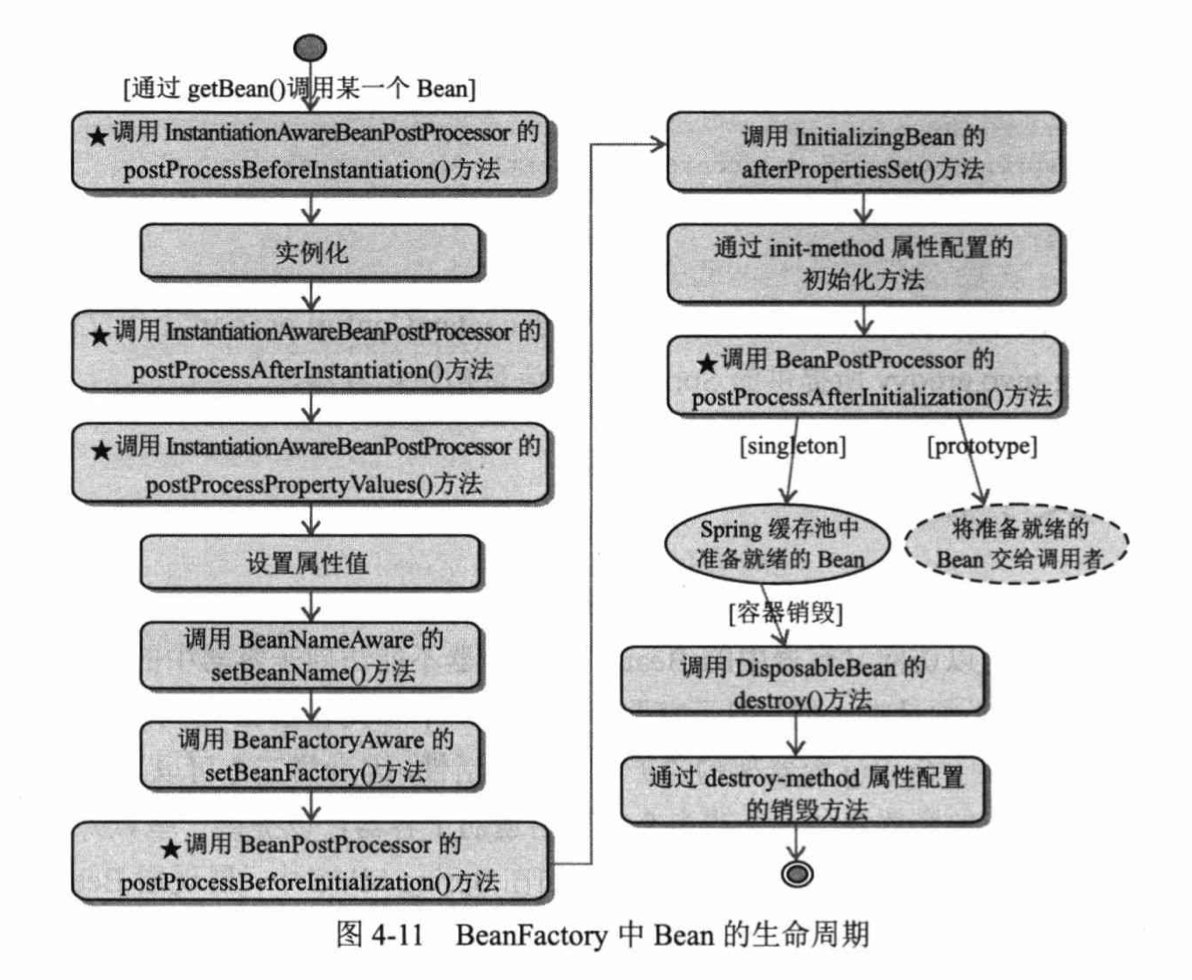 [通过 getBean()调用某一个 Bean]
★调用 InstantiationAwareBeanPostProcessor 的
postProcessBeforeInstantiation()方法
实例化
★调用 InstantiationAwareBeanPostProcessor 的
postProcessAfterInstantiation()方法
★调用 InstantiationAwareBeanPostProcessor 的
postProcessPropertyValues()方法
设置属性值
调用 BeanNameAware 的
setBeanName()方法
调用 BeanFactoryAware 的
setBeanFactory()方法
★调用 BeanPostProcessor 的
postProcessBeforeInitialization()方法
调用 InitializingBean 的
afterPropertiesSet()方法
通过 init-method 属性配置的
初始化方法
★调用 BeanPostProcessor 的
postProcessAfterInitialization()方法
[singleton]
[prototype]
Spring 缓存池中
准备就绪的 Bean
将准备就绪的
Bean 交给调用者
[容器销毁]
调用 DisposableBean 的
destroy()方法
通过 destroy-method 属性配置
的销毁方法
图 4-11 BeanFactory 中 Bean 的生命周期